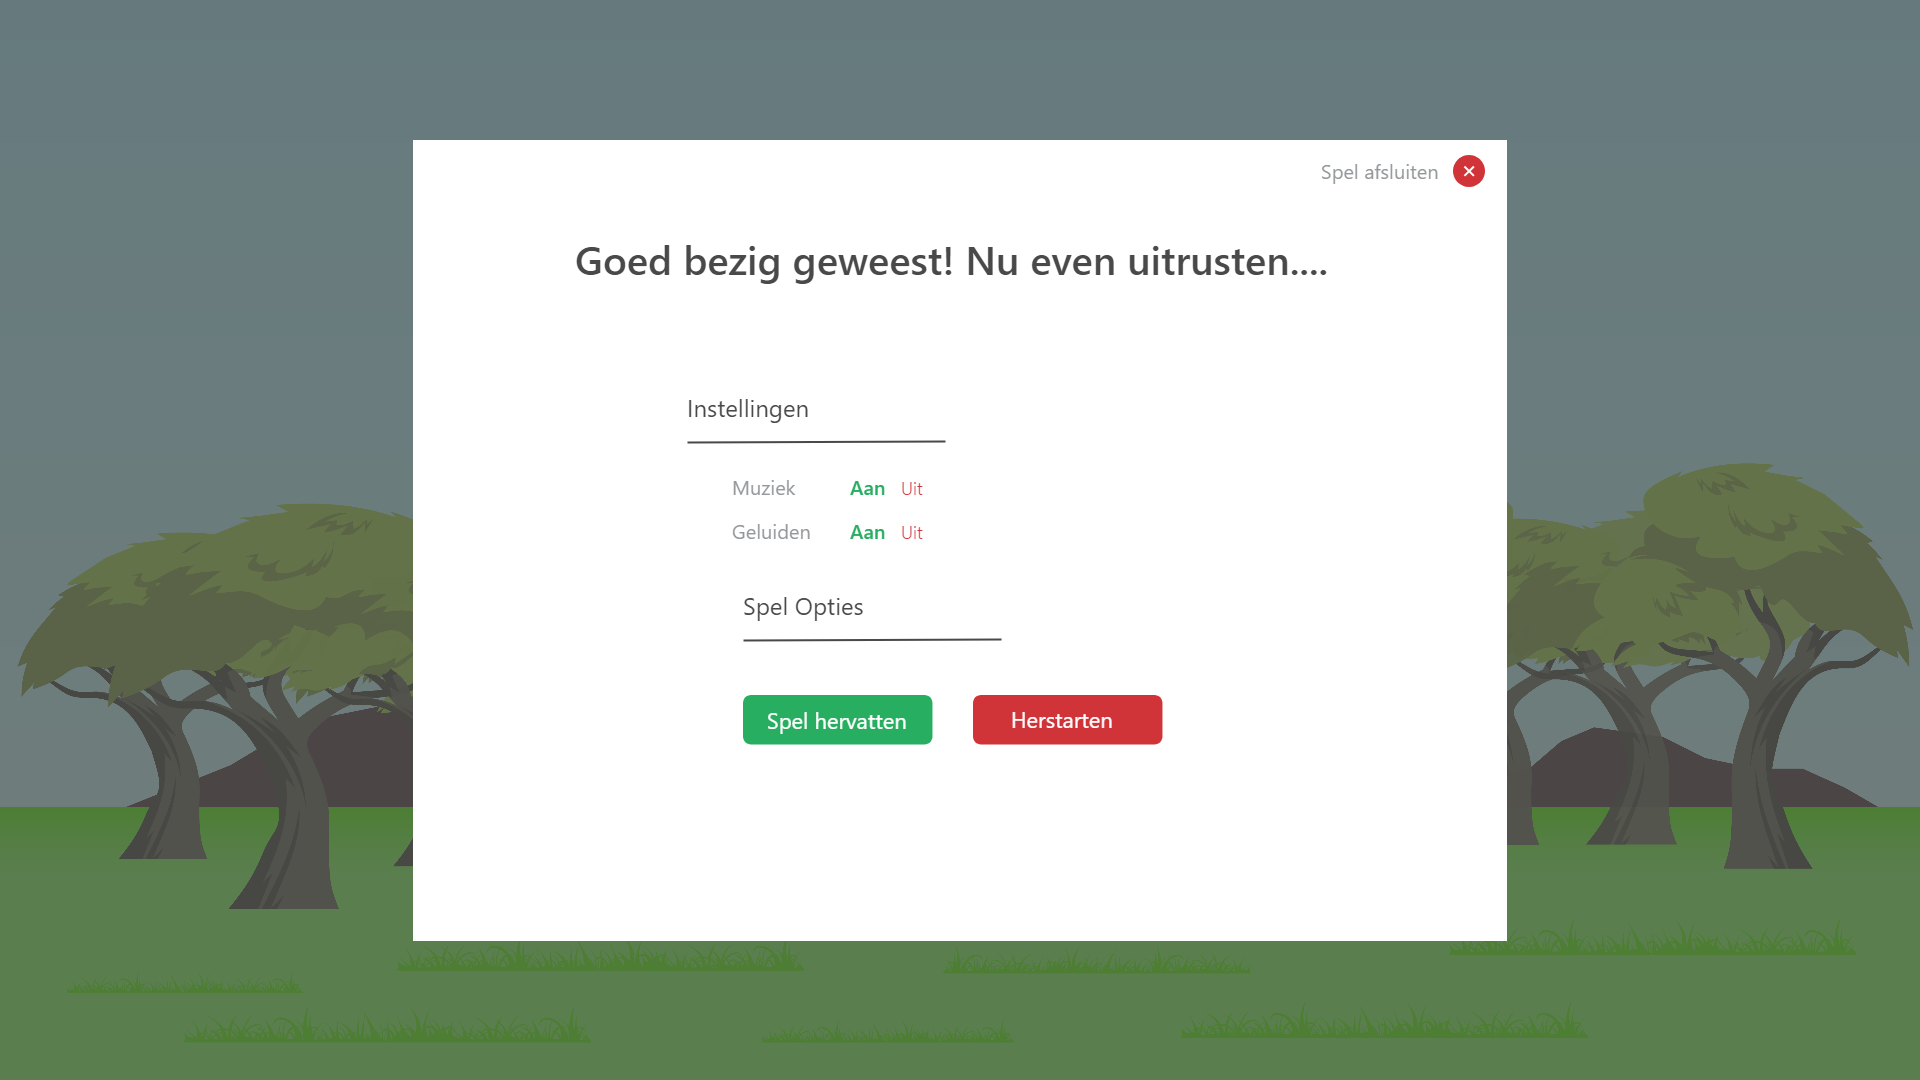 Spel afsluiten
Goed bezig geweest! Nu even uitrusten....
Instellingen
Muziek Aan Uit
Geluiden Aan Uit
Spel Opties
Spel hervatten Herstarten